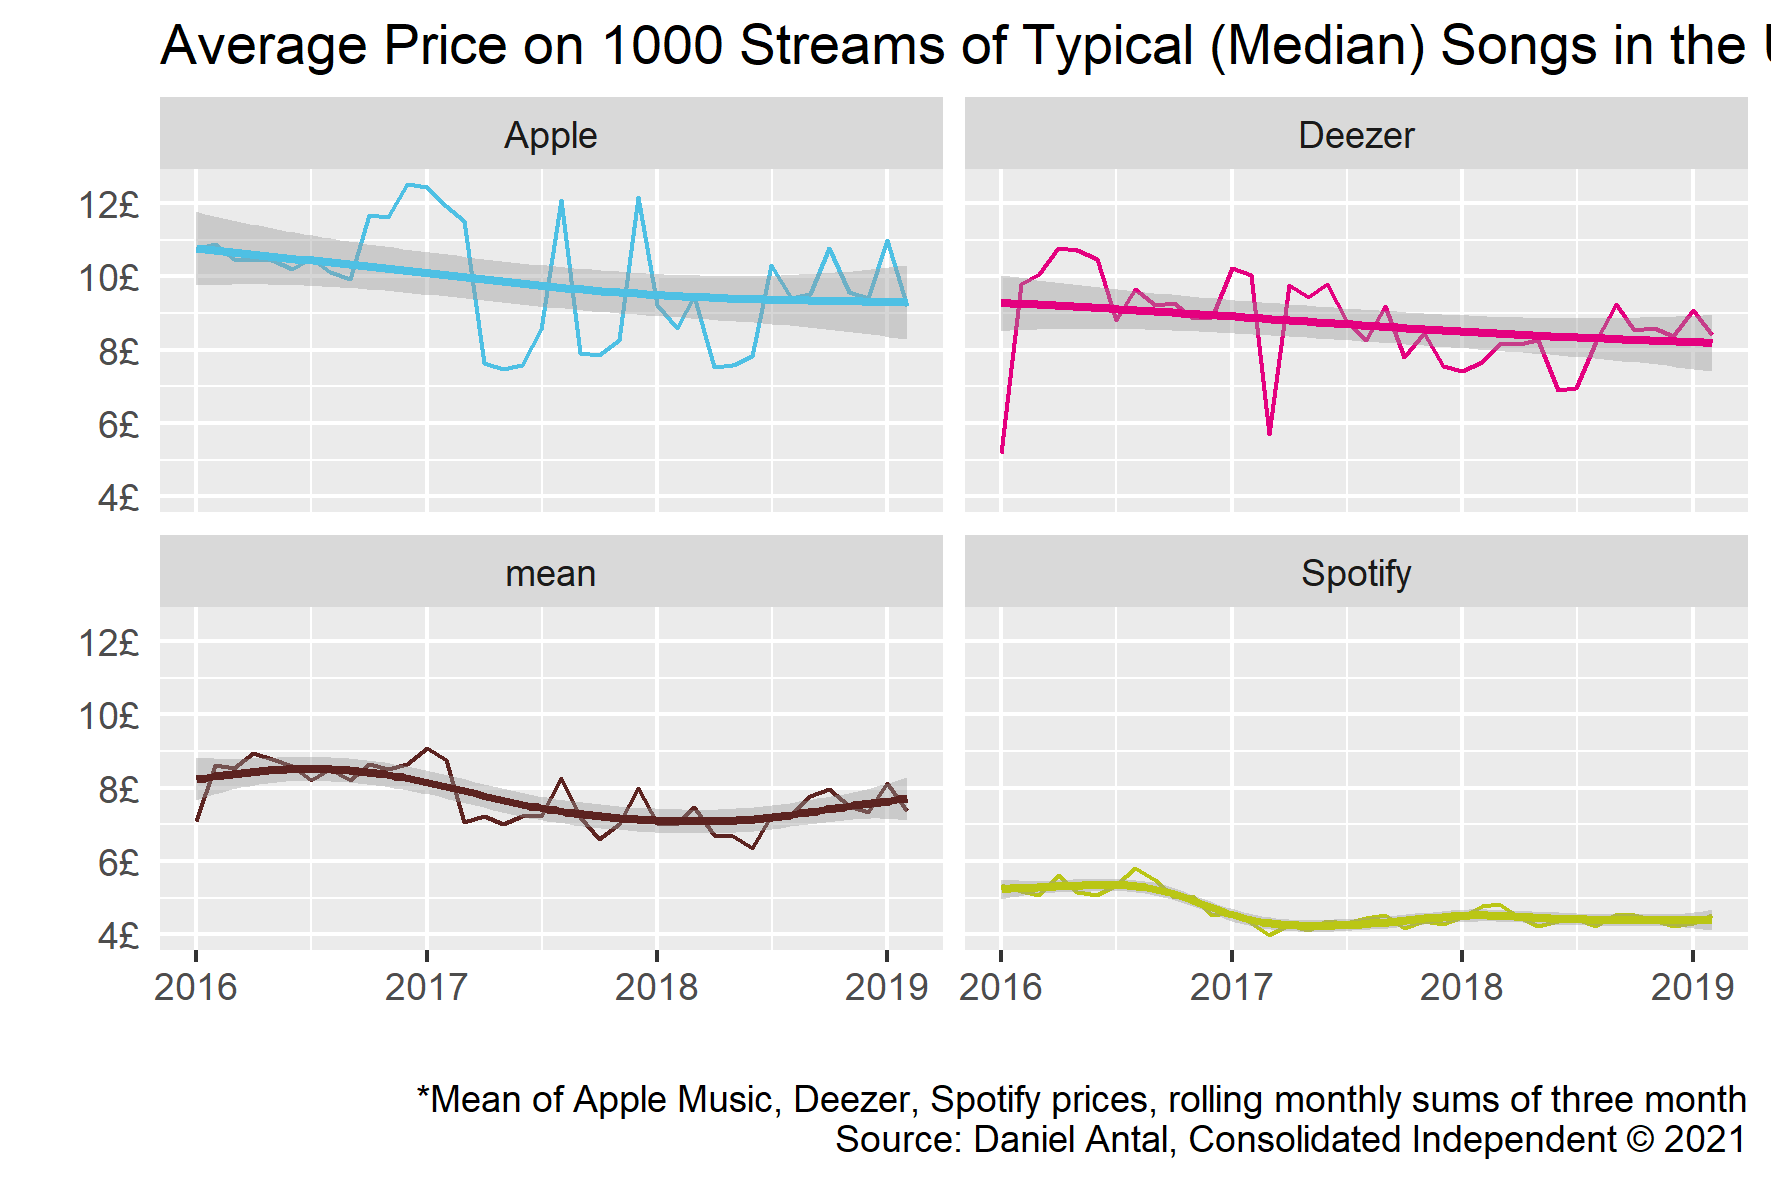 Average Price on 1000 Streams of Typical (Median) Songs in the U
Apple
Deezer
12£
10£
8£
6£
4£
mean
Spotify
12£
10£
8£
6£
4£
2016 2017 2018 2019 2016 2017 2018 2019
*Mean of Apple Music, Deezer, Spotify prices, rolling monthly sums of three month
Source: Daniel Antal, Consolidated Independent © 2021